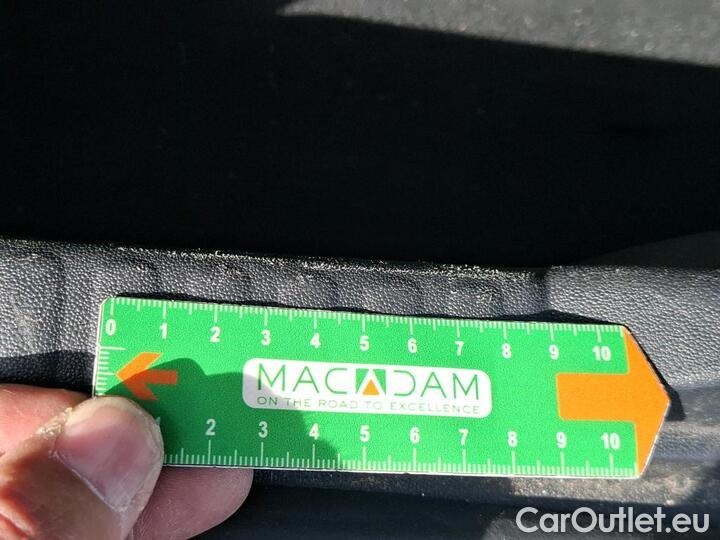 0 1 2 3 4 5 6 7 8 9 10
MACADAM
ON THE ROAD TO EXCELLENCE
1 2 3 4 5 6 7 8 9 10
CarOutlet.eu